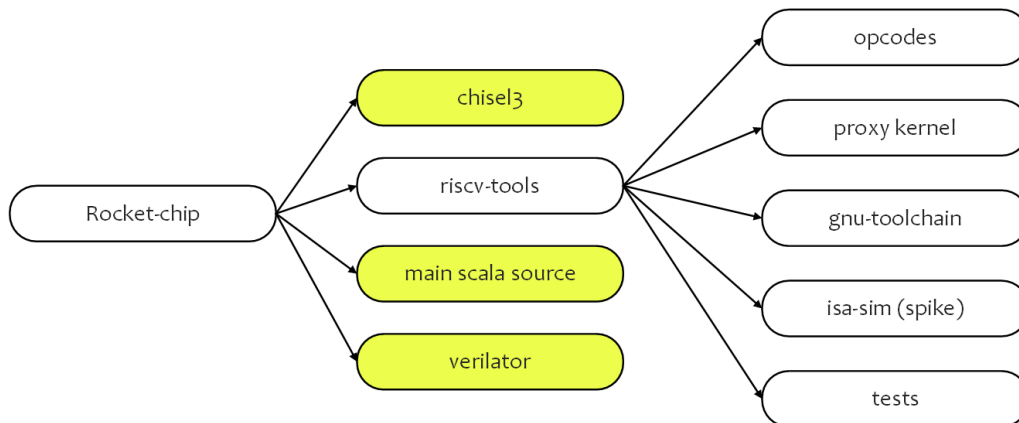 Rocket-chip
chisel3
riscv-tools
main scala source
verilator
opcodes
proxy kernel
gnu-toolchain
isa-sim (spike)
tests